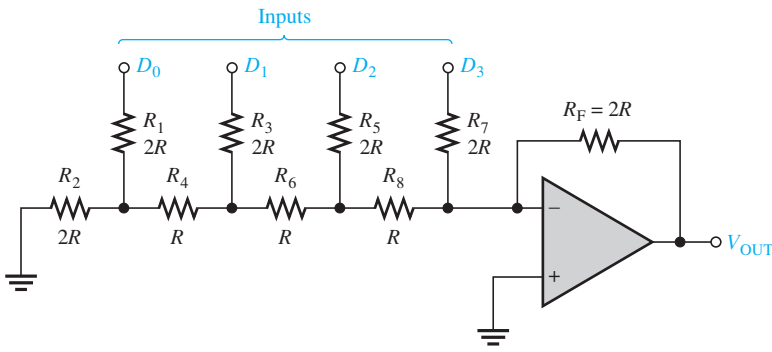 Inputs
D0 D1 D2 D3
R1 R3 R5 R7 RF = 2R
2R 2R 2R 2R
R2 R4 R6 R8
2R R R R
−
+
VOUT